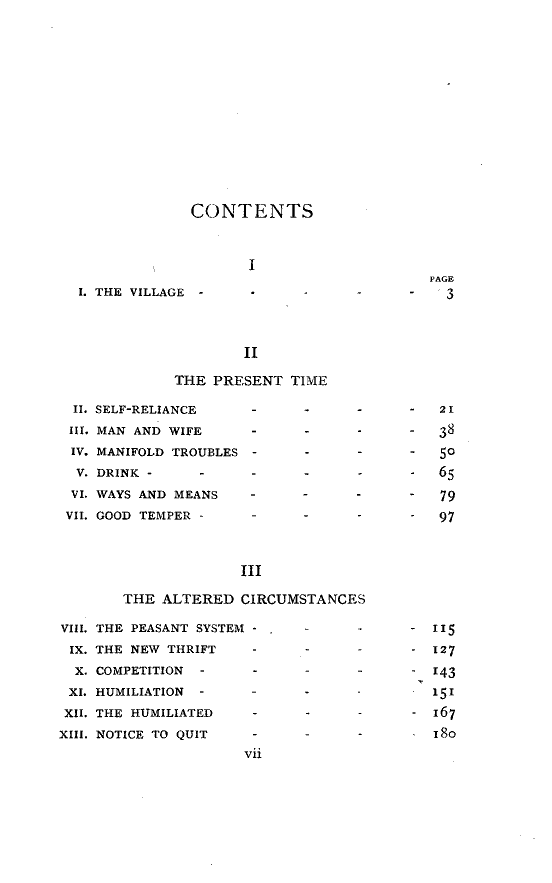 CONTENTS
I
PAGE
I. THE VILLAGE - - - - - 3
II
THE PRESENT TIME
II. SELF-RELIANCE - - - - 21
III. MAN AND WIFE - - - - 38
IV. MANIFOLD TROUBLES - - - - 50
V. DRINK - - - - - - 65
VI. WAYS AND MEANS - - - - 79
VII. GOOD TEMPER - - - - - 97
III
THE ALTERED CIRCUMSTANCES
VIII. THE PEASANT SYSTEM - - - - 115
IX. THE NEW THRIFT - - - - 127
X. COMPETITION - - - - - 143
XI. HUMILIATION - - - - - 151
XII. THE HUMILIATED - - - - 167
XIII. NOTICE TO QUIT - - - - 180
vii